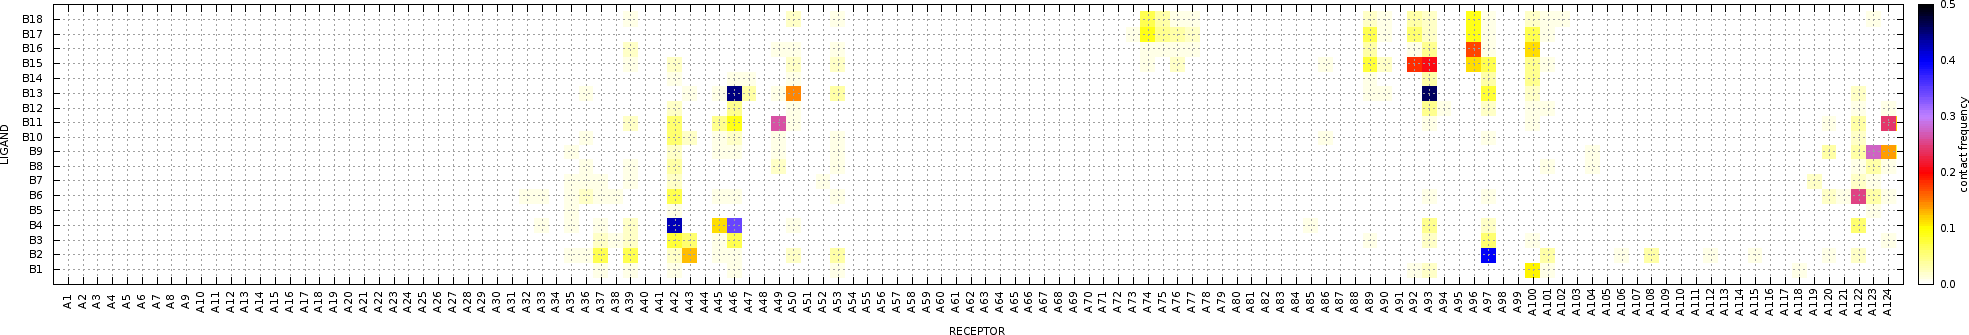 B18
B17
B16
B15
B14
B13
B12
B11
B10
B9
B8
B7
B6
B5
B4
B3
B2
B1
LIGAND
A1 A2 A3 A4 A5 A6 A7 A8 A9 A10 A11 A12 A13 A14 A15 A16 A17 A18 A19 A20 A21 A22 A23 A24 A25 A26 A27 A28 A29 A30 A31 A32 A33 A34 A35 A36 A37 A38 A39 A40 A41 A42 A43 A44 A45 A46 A47 A48 A49 A50 A51 A52 A53 A54 A55 A56 A57 A58 A59 A60 A61 A62 A63 A64 A65 A66 A67 A68 A69 A70 A71 A72 A73 A74 A75 A76 A77 A78 A79 A80 A81 A82 A83 A84 A85 A86 A87 A88 A89 A90 A91 A92 A93 A94 A95 A96 A97 A98 A99 A100 A101 A102 A103 A104 A105 A106 A107 A108 A109 A110 A111 A112 A113 A114 A115 A116 A117 A118 A119 A120 A121 A122 A123 A124
RECEPTOR
0.5
0.4
0.3
0.2
0.1
0.0
contact frequency